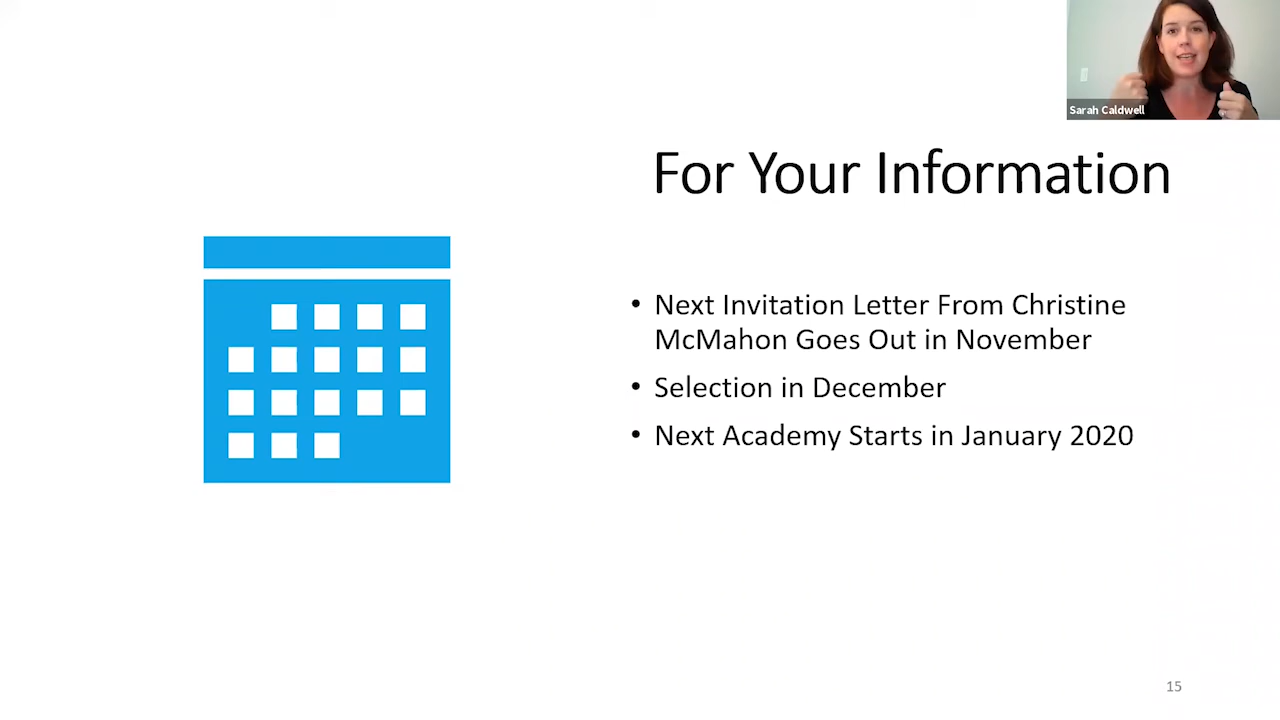 Sarah Caldwell
For Your Information
• Next Invitation Letter From Christine
McMahon Goes Out in November
• Selection in December
• Next Academy Starts in January 2020
15